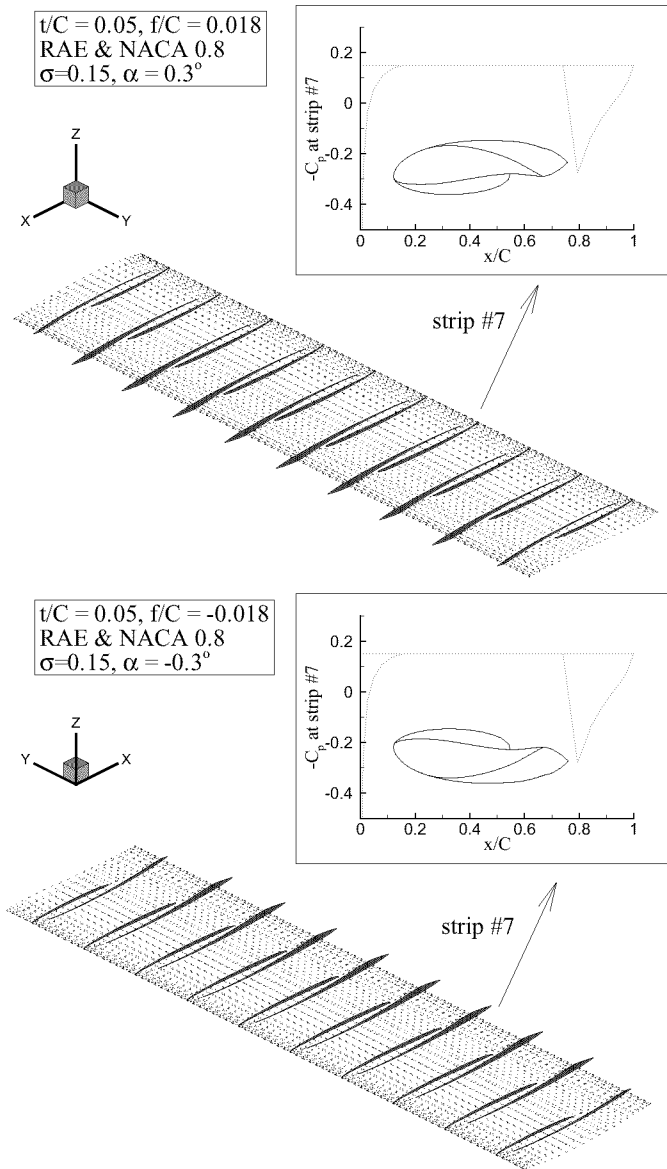 t/C = 0.05, f/C = 0.018
RAE & NACA 0.8
σ=0.15, α = 0.3°
Z
X
Y
-Cₚ at strip #7
0.2
0
-0.2
-0.4
0
0.2
0.4
0.6
0.8
1
x/C
strip #7
t/C = 0.05, f/C = -0.018
RAE & NACA 0.8
σ=0.15, α = -0.3°
Z
Y
X
-Cₚ at strip #7
0.2
0
-0.2
-0.4
0
0.2
0.4
0.6
0.8
1
x/C
strip #7